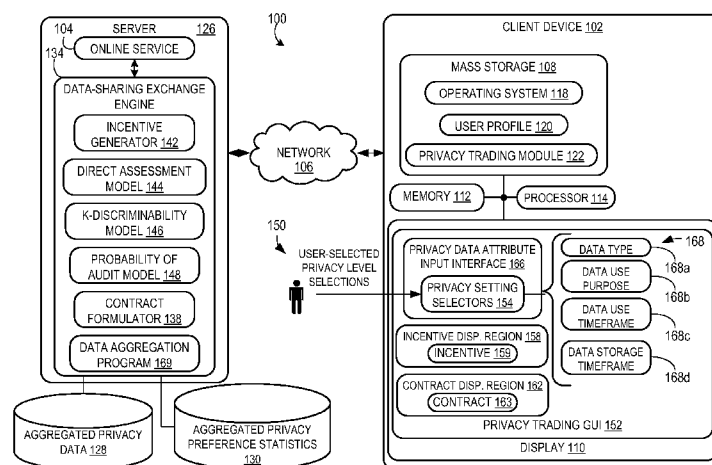 100
SERVER 126
104
ONLINE SERVICE
134
DATA-SHARING EXCHANGE
ENGINE
INCENTIVE
GENERATOR 142
DIRECT ASSESSMENT
MODEL 144
K-DISCRIMINABILITY
MODEL 146
PROBABILITY OF
AUDIT MODEL 148
CONTRACT
FORMULATOR 138
DATA AGGREGATION
PROGRAM 169
AGGREGATED PRIVACY
DATA 128
AGGREGATED PRIVACY
PREFERENCE STATISTICS
130
NETWORK
106
150
USER-SELECTED
PRIVACY LEVEL
SELECTIONS
CLIENT DEVICE 102
MASS STORAGE 108
OPERATING SYSTEM 118
USER PROFILE 120
PRIVACY TRADING MODULE 122
MEMORY 112
PROCESSOR 114
PRIVACY DATA ATTRIBUTE
INPUT INTERFACE 166
PRIVACY SETTING
SELECTORS 154
INCENTIVE DISP. REGION 158
INCENTIVE 159
CONTRACT DISP. REGION 162
CONTRACT 163
168
DATA TYPE
168a
DATA USE
PURPOSE
168b
DATA USE
TIMEFRAME
168c
DATA STORAGE
TIMEFRAME
168d
PRIVACY TRADING GUI 152
DISPLAY 110